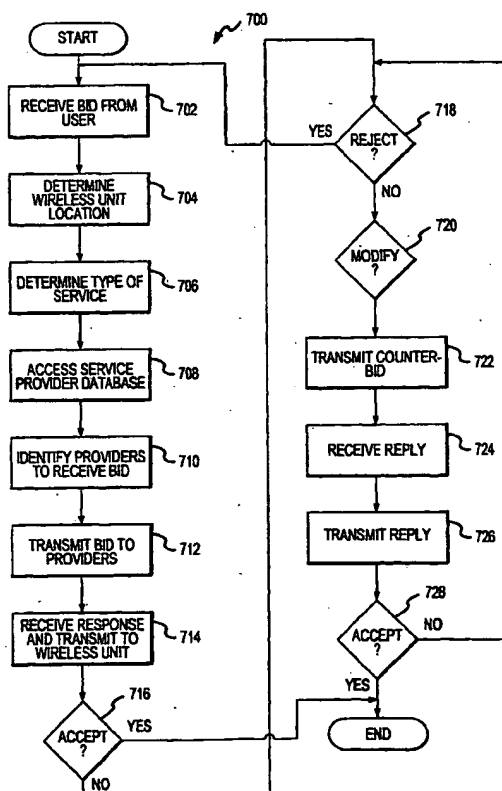 START
700
RECEIVE BID FROM
USER
702
DETERMINE
WIRELESS UNIT
LOCATION
704
DETERMINE TYPE OF
SERVICE
706
ACCESS SERVICE
PROVIDER DATABASE
708
IDENTIFY PROVIDERS
TO RECEIVE BID
710
TRANSMIT BID TO
PROVIDERS
712
RECEIVE RESPONSE
AND TRANSMIT TO
WIRELESS UNIT
714
716
ACCEPT
?
YES
NO
718
YES
REJECT
?
NO
720
MODIFY
?
TRANSMIT COUNTER-
BID
722
RECEIVE REPLY
724
TRANSMIT REPLY
726
728
ACCEPT
?
NO
YES
END